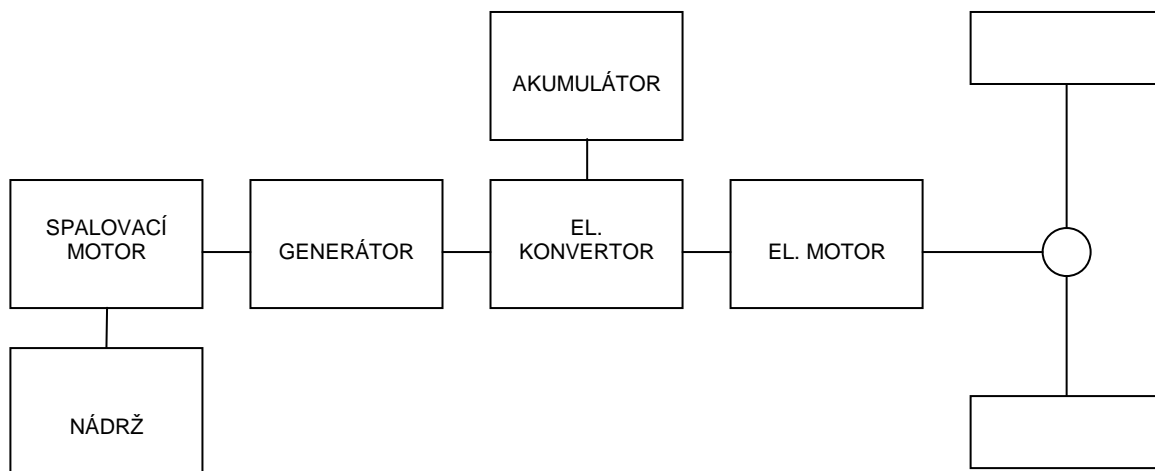 AKUMULÁTOR
SPALOVACÍ
MOTOR
GENERÁTOR
EL.
KONVERTOR
EL. MOTOR
NÁDRŽ